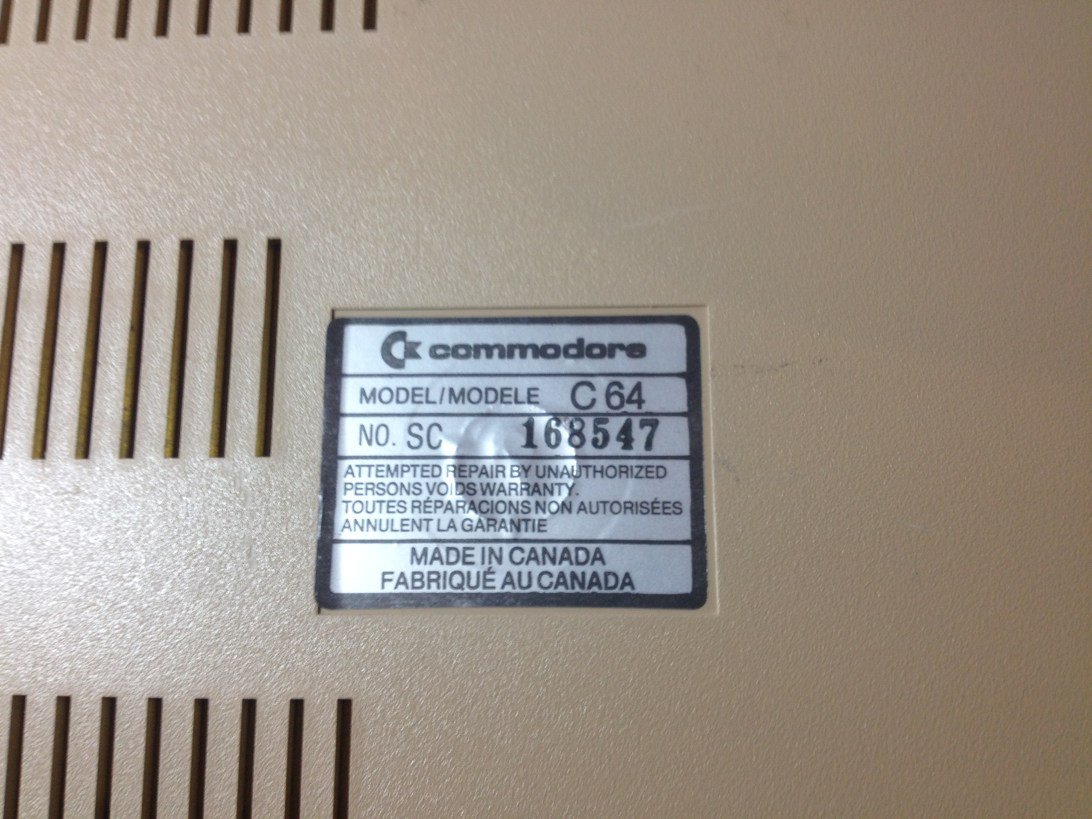 commodore
MODEL/MODELE C 64
NO. SC 168547
ATTEMPTED REPAIR BY UNAUTHORIZED
PERSONS VOIDS WARRANTY.
TOUTES RÉPARACIONS NON AUTORISÉES
ANNULENT LA GARANTIE
MADE IN CANADA
FABRIQUÉ AU CANADA